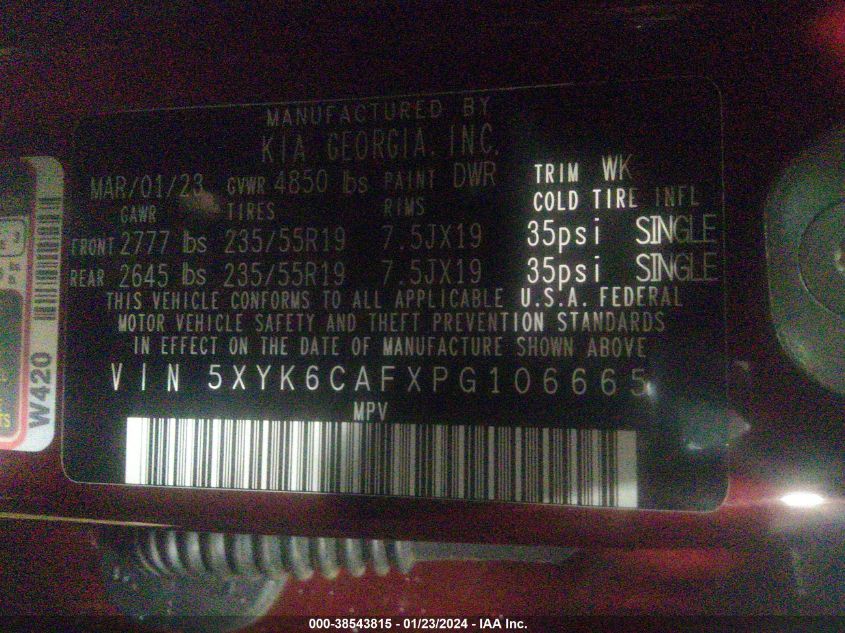 MANUFACTURED BY
KIA GEORGIA, INC.
MAR/01/23 GVWR 4850 lbs PAINT DWR TRIM WK
GAWR TIRES RIMS COLD TIRE INFL
FRONT 2777 lbs 235/55R19 7.5JX19 35psi SINGLE
REAR 2645 lbs 235/55R19 7.5JX19 35psi SINGLE
THIS VEHICLE CONFORMS TO ALL APPLICABLE U.S.A. FEDERAL
MOTOR VEHICLE SAFETY AND THEFT PREVENTION STANDARDS
IN EFFECT ON THE DATE OF MANUFACTURE SHOWN ABOVE
VIN 5XYK6CAFXPG106665
MPV
W420
000-38543815 - 01/23/2024 - IAA Inc.